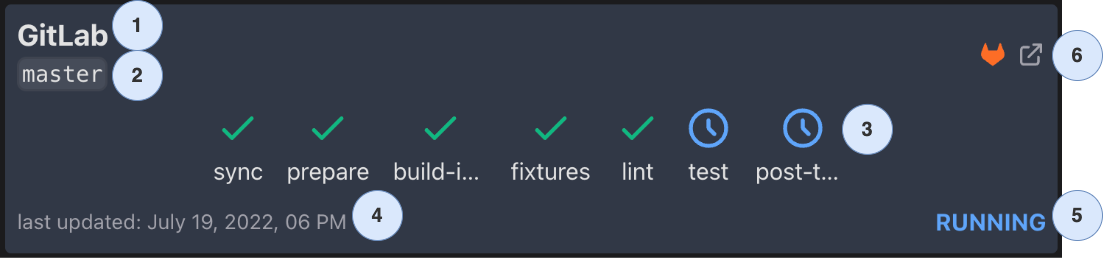 GitLab 1
master 2
6
3
sync prepare build-i... fixtures lint test post-t...
last updated: July 19, 2022, 06 PM 4
RUNNING 5